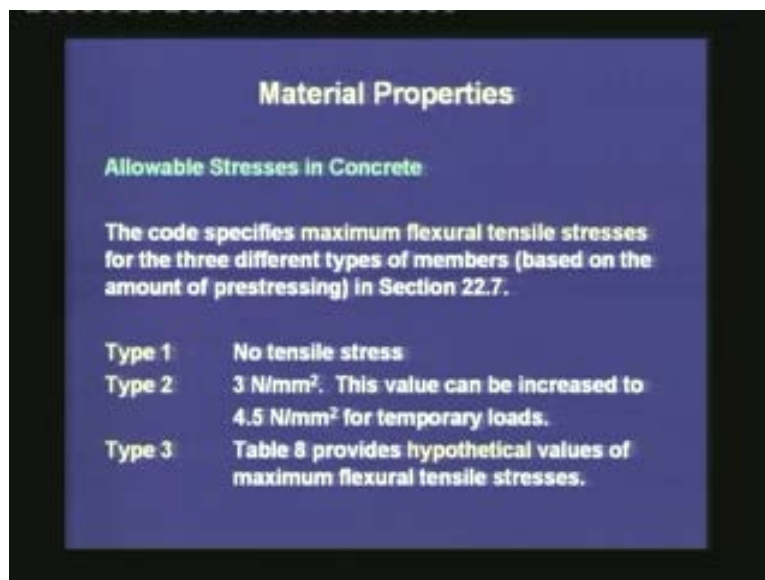 Material Properties
Allowable Stresses in Concrete
The code specifies maximum flexural tensile stresses
for the three different types of members (based on the
amount of prestressing) in Section 22.7.
Type 1 No tensile stress
Type 2 3 N/mm². This value can be increased to
4.5 N/mm² for temporary loads.
Type 3 Table 8 provides hypothetical values of
maximum flexural tensile stresses.